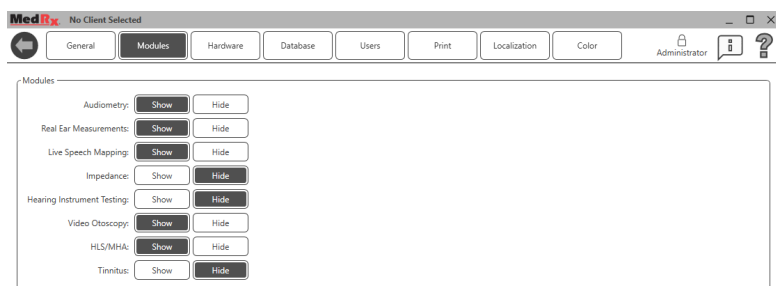 MedRx No Client Selected
General Modules Hardware Database Users Print Localization Color Administrator
Modules
Audiometry: Show Hide
Real Ear Measurements: Show Hide
Live Speech Mapping: Show Hide
Impedance: Show Hide
Hearing Instrument Testing: Show Hide
Video Otoscopy: Show Hide
HLS/MHA: Show Hide
Tinnitus: Show Hide